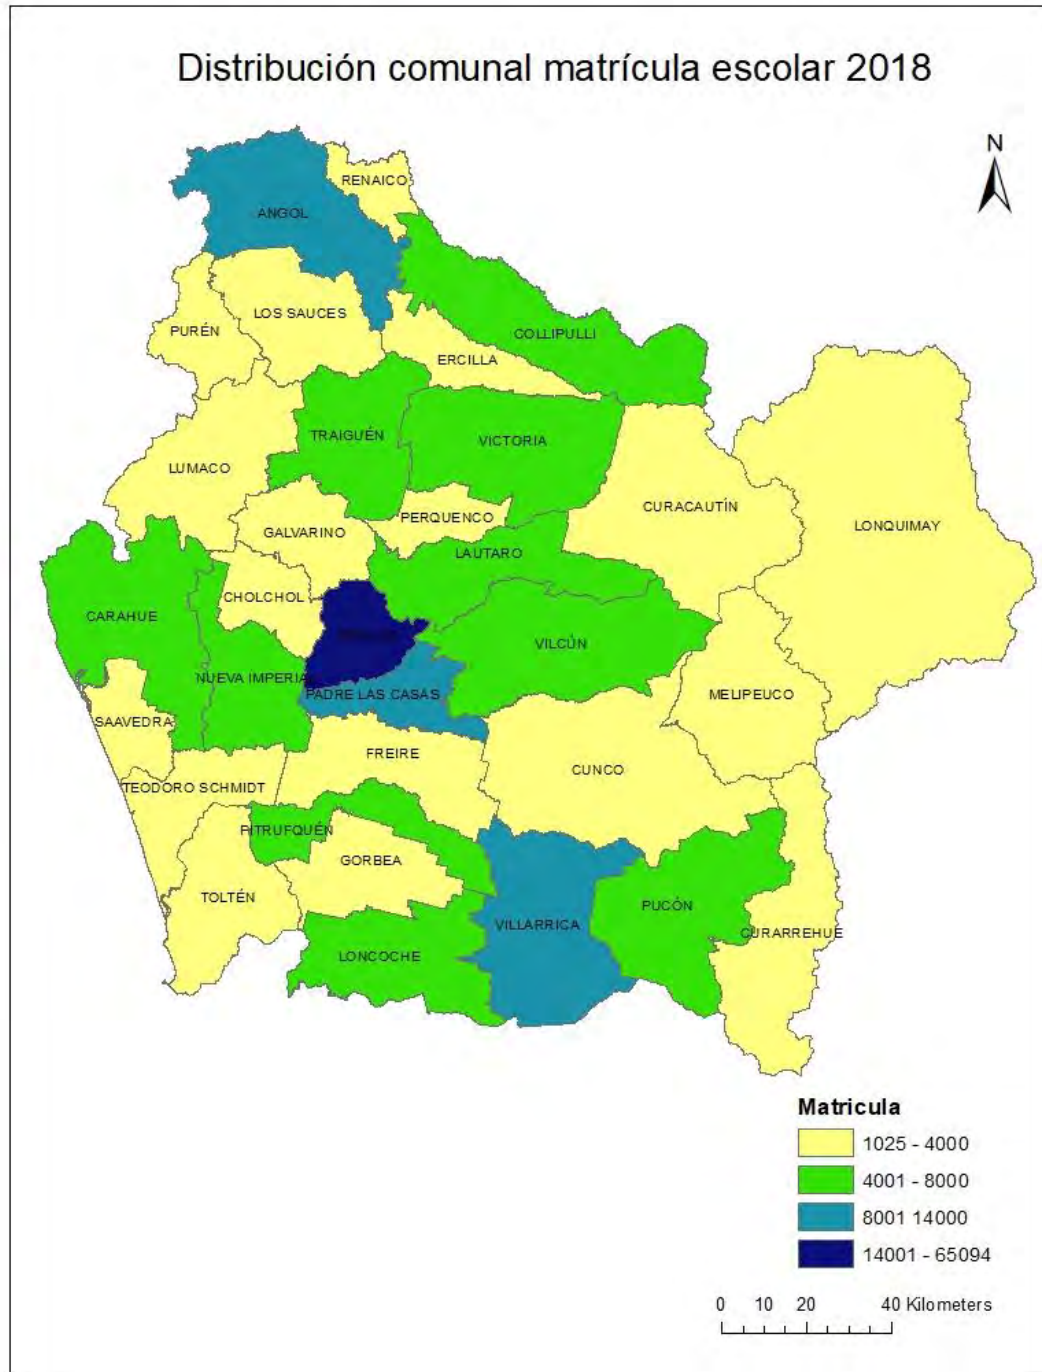 Distribución comunal matrícula escolar 2018
N
RENAICO
ANGOL
LOS SAUCES
PURÉN
COLLIPULLI
ERCILLA
TRAIGUÉN
VICTORIA
LUMACO
CURACAUTÍN
PERQUENCO
LONQUIMAY
GALVARINO
LAUTARO
CHOLCHOL
CARAHUE
VILCÚN
NUEVA IMPERIA
PADRE LAS CASAS
MELIPEUCO
SAAVEDRA
FREIRE
CUNCO
TEODORO SCHMIDT
PITRUFQUÉN
GORBEA
TOLTÉN
PUCÓN
VILLARRICA
CURARREHUE
LONCOCHE
Matricula
1025 - 4000
4001 - 8000
8001 14000
14001 - 65094
0 10 20 40 Kilometers